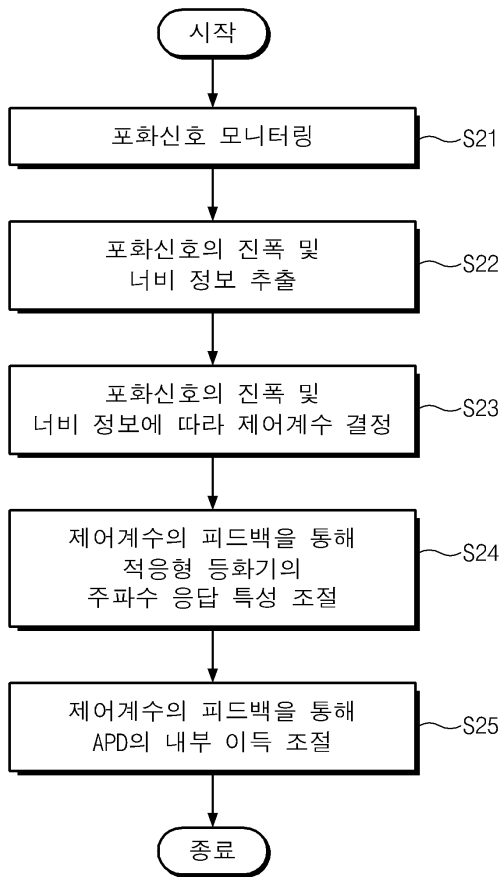 시작
포화신호 모니터링
S21
포화신호의 진폭 및
너비 정보 추출
S22
포화신호의 진폭 및
너비 정보에 따라 제어계수 결정
S23
제어계수의 피드백을 통해
적응형 등화기의
주파수 응답 특성 조절
S24
제어계수의 피드백을 통해
APD의 내부 이득 조절
S25
종료